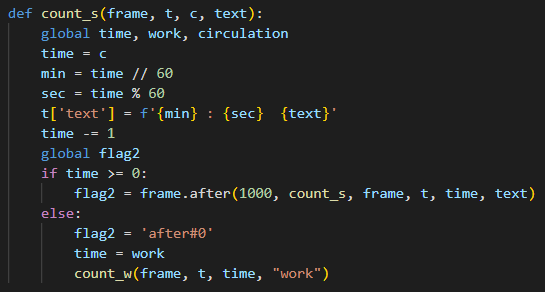 def count_s(frame, t, c, text):
    global time, work, circulation
    time = c
    min = time // 60
    sec = time % 60
    t['text'] = f'{min} : {sec}  {text}'
    time -= 1
    global flag2
    if time >= 0:
        flag2 = frame.after(1000, count_s, frame, t, time, text)
    else:
        flag2 = 'after#0'
        time = work
        count_w(frame, t, time, "work")